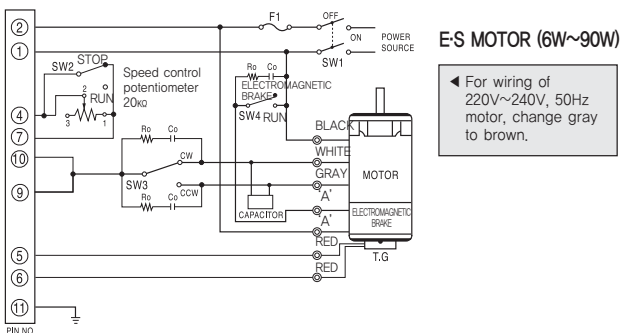 E·S MOTOR (6W~90W)
◀ For wiring of
220V~240V, 50Hz
motor, change gray
to brown.
②
①
④
⑦
⑩
⑨
⑤
⑥
⑪
PIN NO
F1
OFF
ON
POWER
SOURCE
SW1
SW2
STOP
RUN
2
3
1
Speed control
potentiometer
20KΩ
Ro Co
ELECTROMAGNETIC
BRAKE
SW4 RUN
Ro Co
CW
SW3
CCW
Ro Co
CAPACITOR
BLACK
WHITE
GRAY
'A'
'A'
RED
RED
MOTOR
ELECTROMAGNETIC
BRAKE
T.G